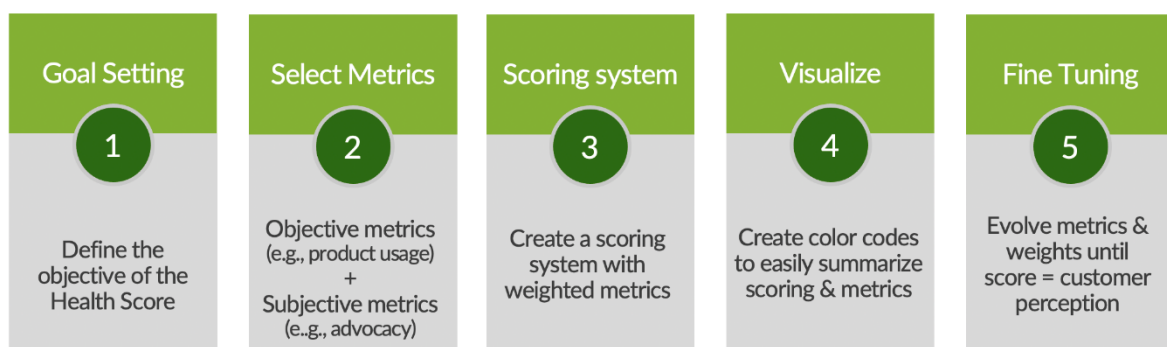 Goal Setting
1
Define the
objective of the
Health Score
Select Metrics
2
Objective metrics
(e.g., product usage)
+
Subjective metrics
(e..g., advocacy)
Scoring system
3
Create a scoring
system with
weighted metrics
Visualize
4
Create color codes
to easily summarize
scoring & metrics
Fine Tuning
5
Evolve metrics &
weights until
score = customer
perception